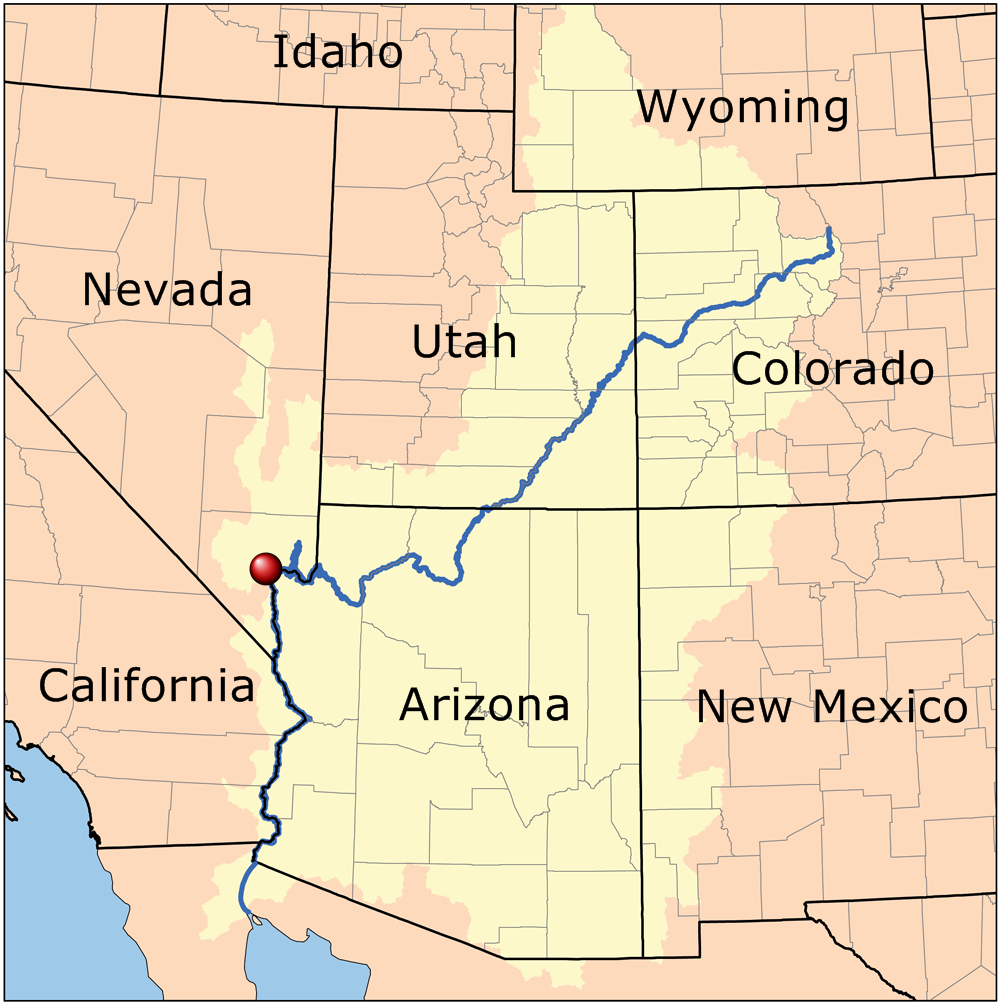 Idaho
Wyoming
Nevada
Utah
Colorado
California
Arizona
New Mexico